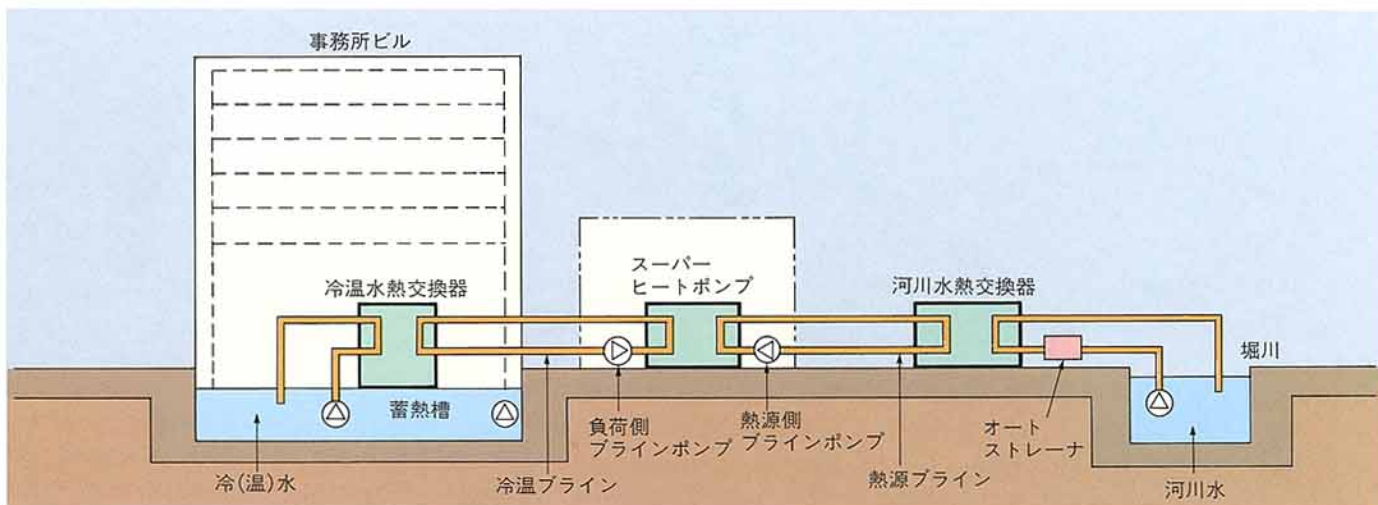 事務所ビル
冷温水熱交換器
スーパー
ヒートポンプ
河川水熱交換器
堀川
蓄熱槽
負荷側
ブラインポンプ
熱源側
ブラインポンプ
オート
ストレーナ
冷(温)水
冷温ブライン
熱源ブライン
河川水